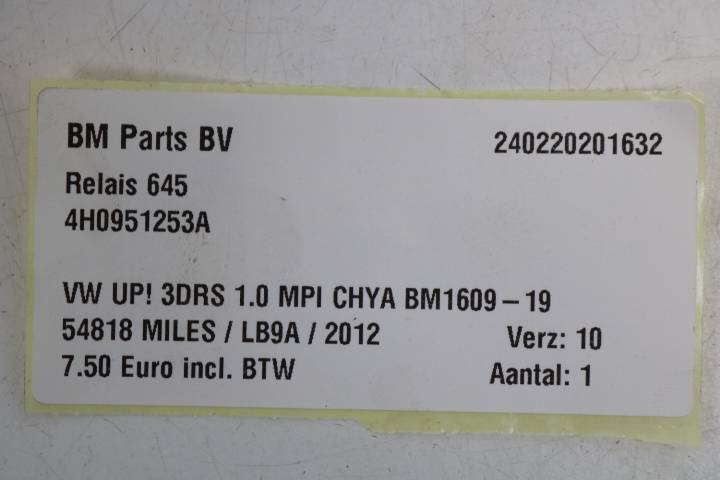 BM Parts BV 240220201632
Relais 645
4H0951253A
VW UP! 3DRS 1.0 MPI CHYA BM1609 – 19
54818 MILES / LB9A / 2012 Verz: 10
7.50 Euro incl. BTW Aantal: 1